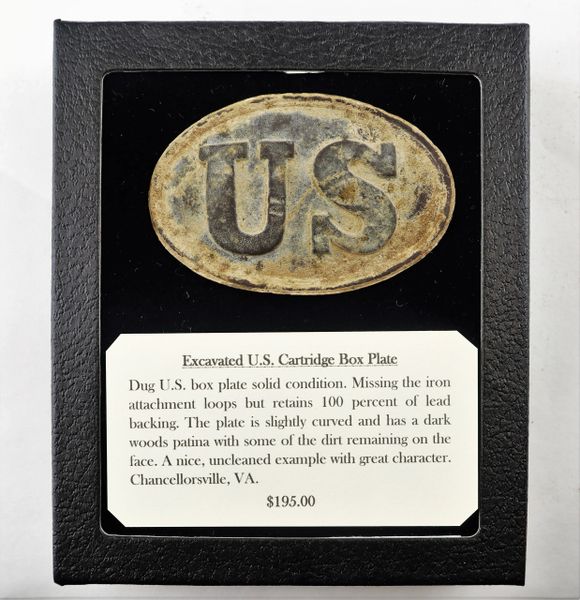 US
Excavated U.S. Cartridge Box Plate
Dug U.S. box plate solid condition. Missing the iron
attachment loops but retains 100 percent of lead
backing. The plate is slightly curved and has a dark
woods patina with some of the dirt remaining on the
face. A nice, uncleaned example with great character.
Chancellorsville, VA.
$195.00